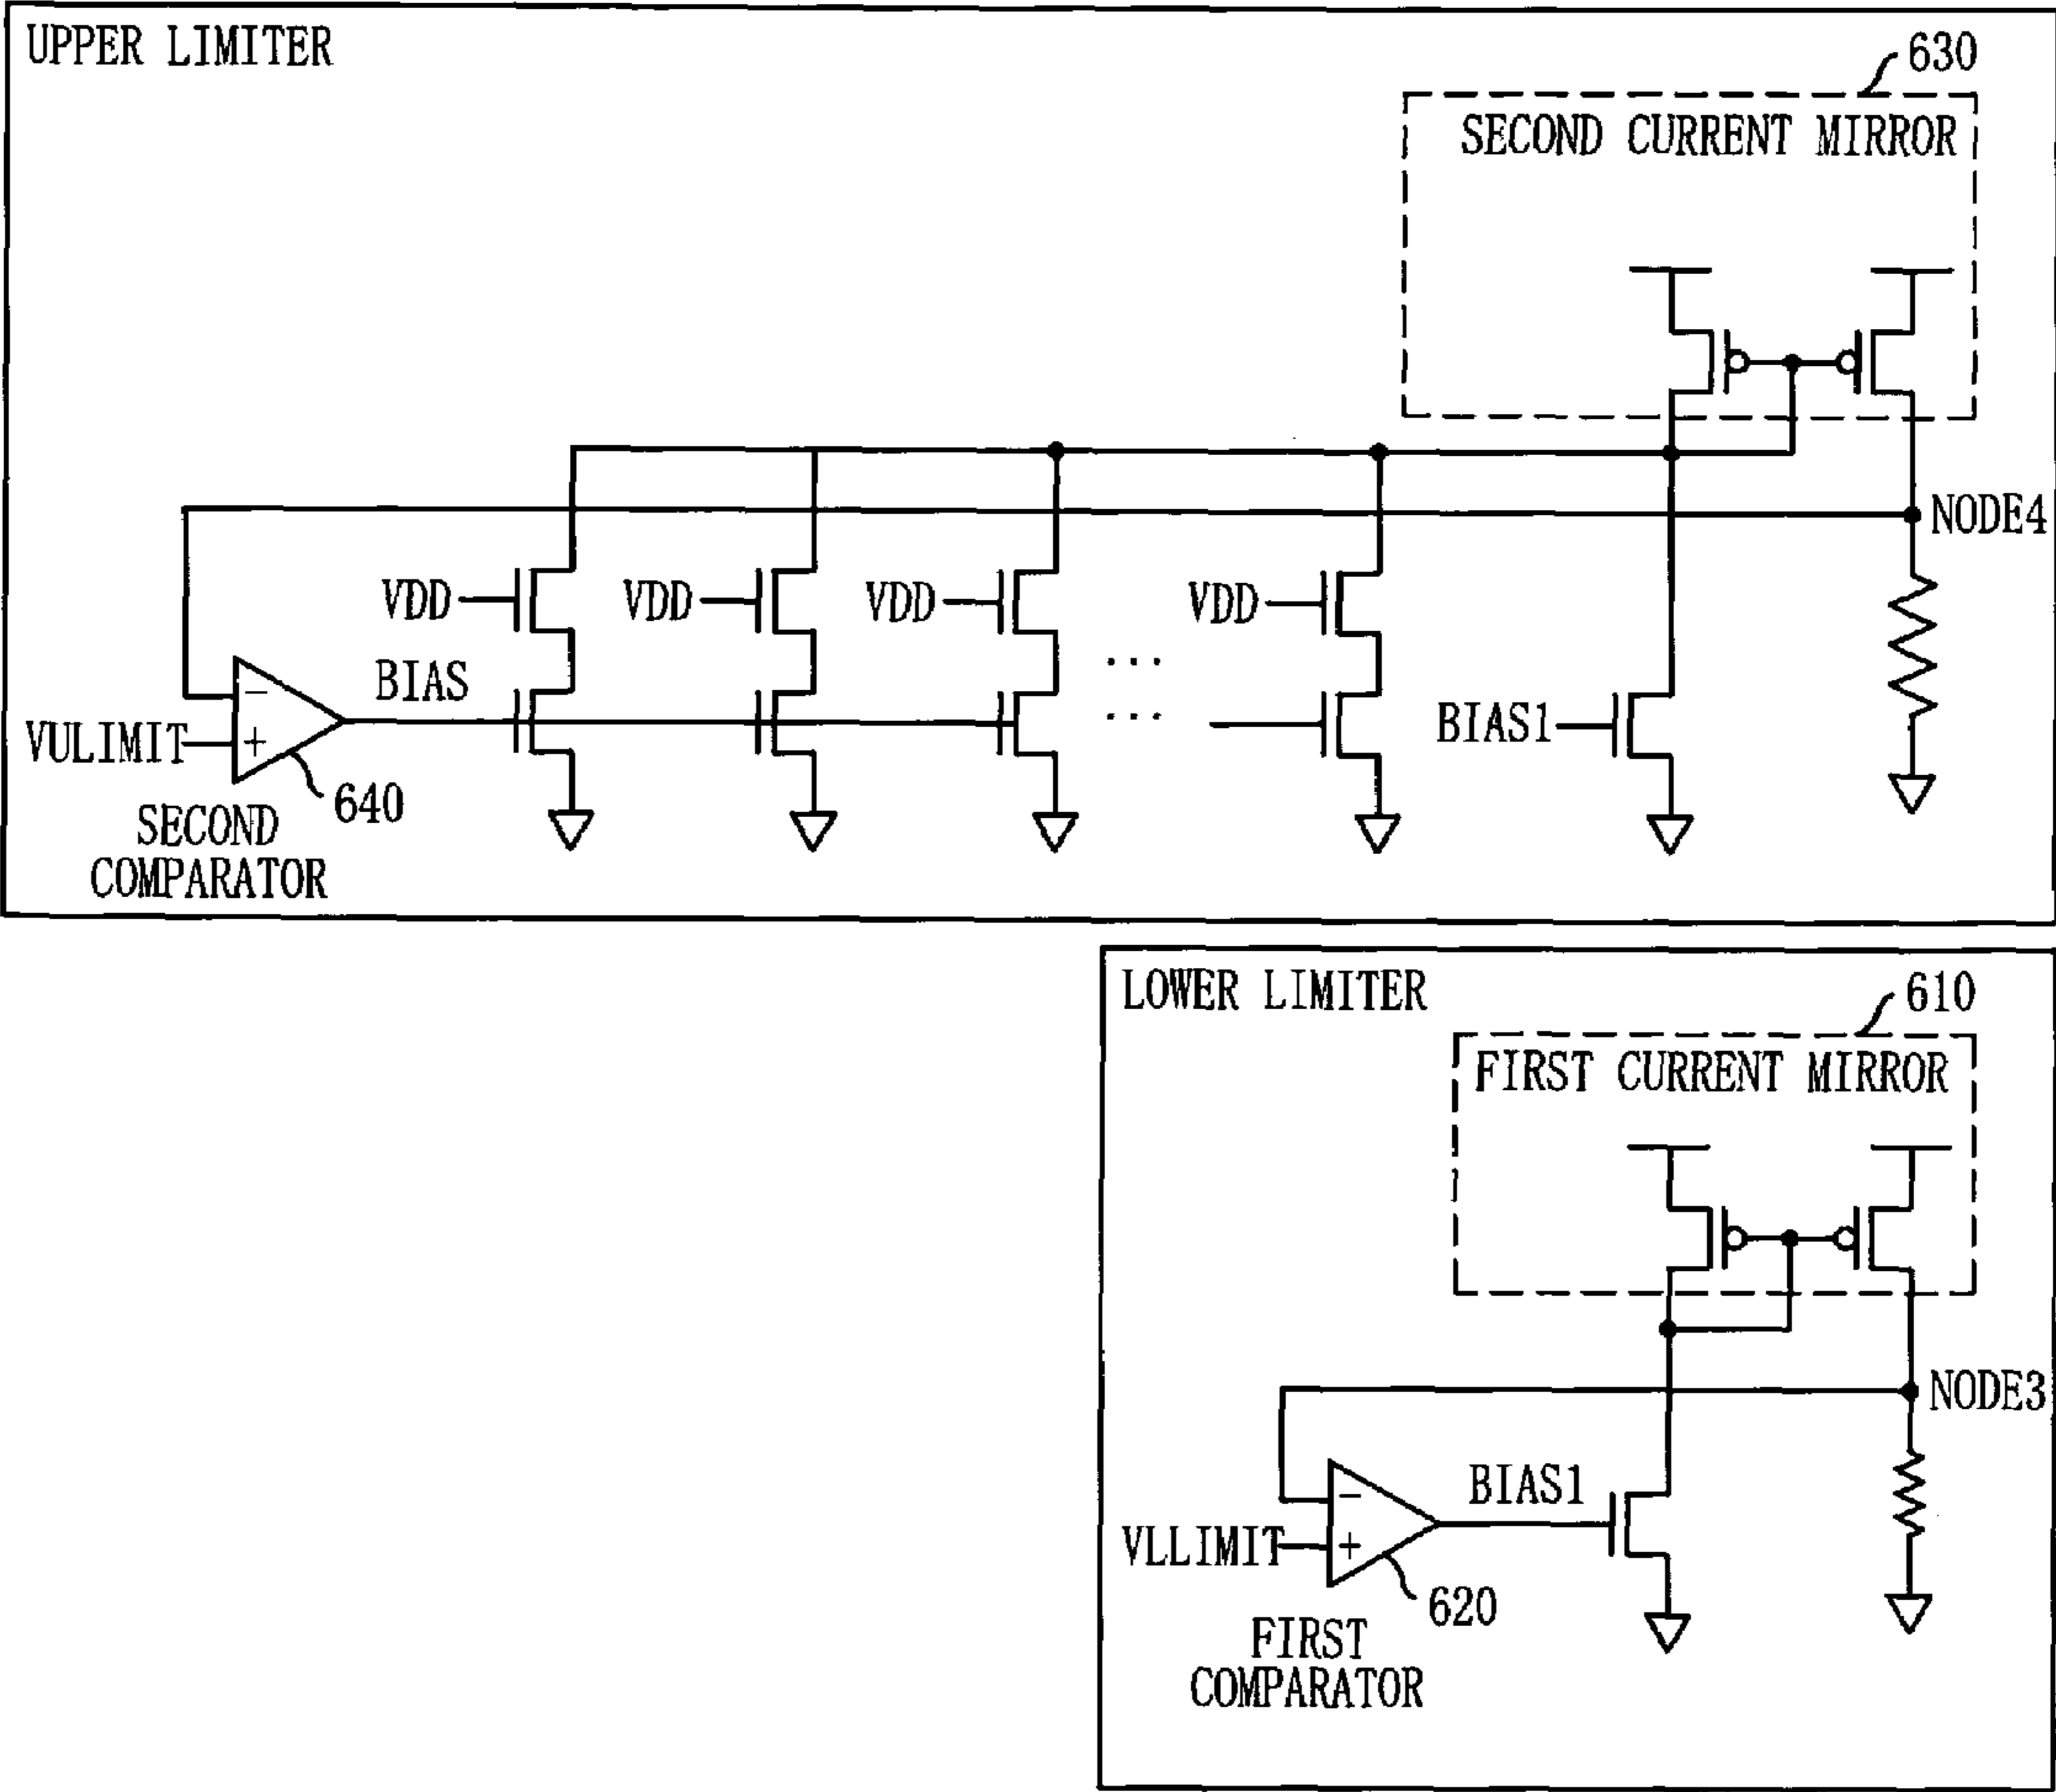 UPPER LIMITER
630
SECOND CURRENT MIRROR
NODE4
VDD
VDD
VDD
VDD
BIAS
...
...
−
+
VULIMIT
BIAS1
640
SECOND
COMPARATOR
LOWER LIMITER
610
FIRST CURRENT MIRROR
NODE3
BIAS1
−
+
VLLIMIT
620
FIRST
COMPARATOR